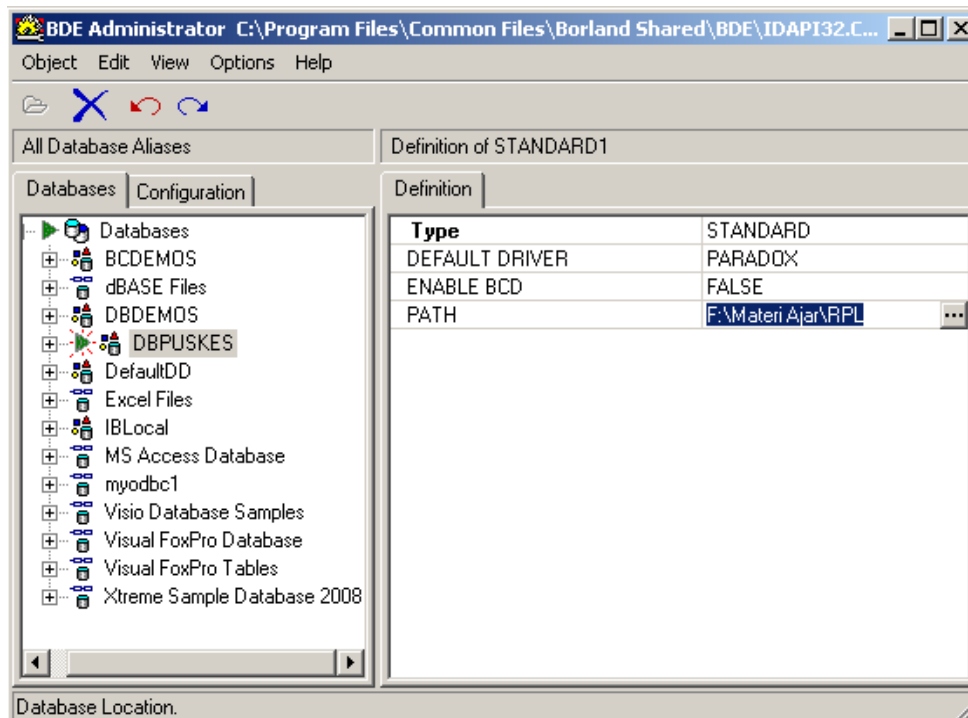 BDE Administrator C:\Program Files\Common Files\Borland Shared\BDE\IDAPI32.C...
Object Edit View Options Help
All Database Aliases
Definition of STANDARD1
Databases Configuration
Definition
Databases
BCDEMOS
dBASE Files
DBDEMOS
DBPUSKES
DefaultDD
Excel Files
IBLocal
MS Access Database
myodbc1
Visio Database Samples
Visual FoxPro Database
Visual FoxPro Tables
Xtreme Sample Database 2008
Type STANDARD
DEFAULT DRIVER PARADOX
ENABLE BCD FALSE
PATH F:\Materi Ajar\RPL ...
Database Location.